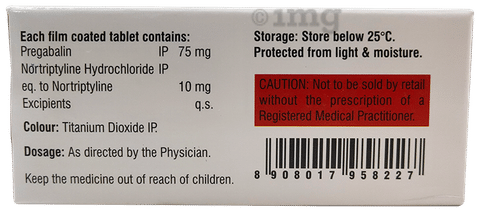 1mg
Each film coated tablet contains:
Pregabalin IP 75 mg
Nortriptyline Hydrochloride IP
eq. to Nortriptyline 10 mg
Excipients q.s.
Colour: Titanium Dioxide IP.
Dosage: As directed by the Physician.
Keep the medicine out of reach of children.
Storage: Store below 25°C.
Protected from light & moisture.
CAUTION: Not to be sold by retail
without the prescription of a
Registered Medical Practitioner.
8 908017 958227